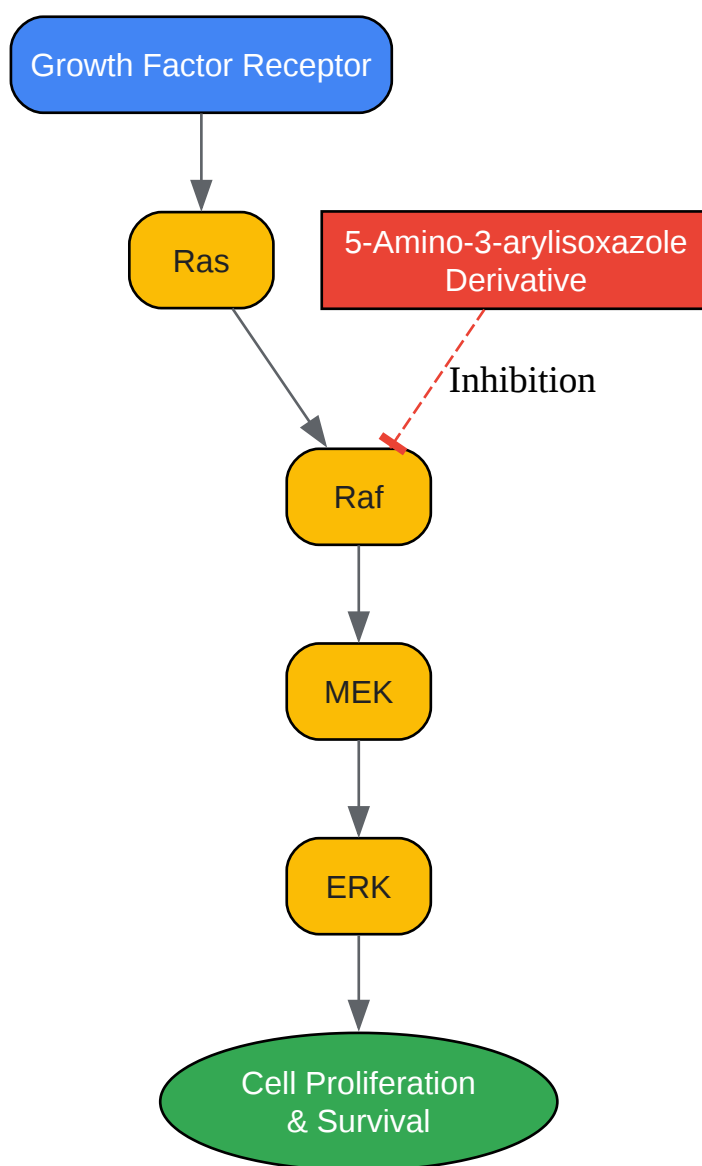 Growth Factor Receptor
Ras
5-Amino-3-arylisoxazole
Derivative
Inhibition
Raf
MEK
ERK
Cell Proliferation
& Survival